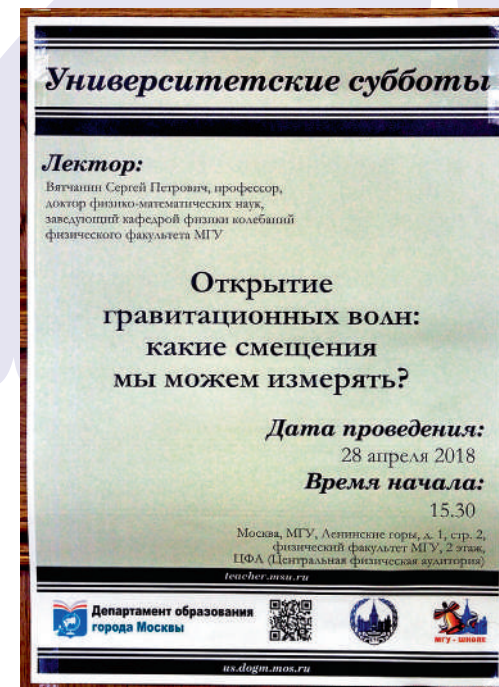 Университетские субботы
Лектор:
Вятчанин Сергей Петрович, профессор,
доктор физико-математических наук,
заведующий кафедрой физики колебаний
физического факультета МГУ
Открытие
гравитационных волн:
какие смещения
мы можем измерять?
Дата проведения:
28 апреля 2018
Время начала:
15.30
Москва, МГУ, Ленинские горы, д. 1, стр. 2,
физический факультет МГУ, 2 этаж,
ЦФА (Центральная физическая аудитория)
teacher.msu.ru
Департамент образования
города Москвы
МГУ - ШКОЛЕ
us.dogm.mos.ru